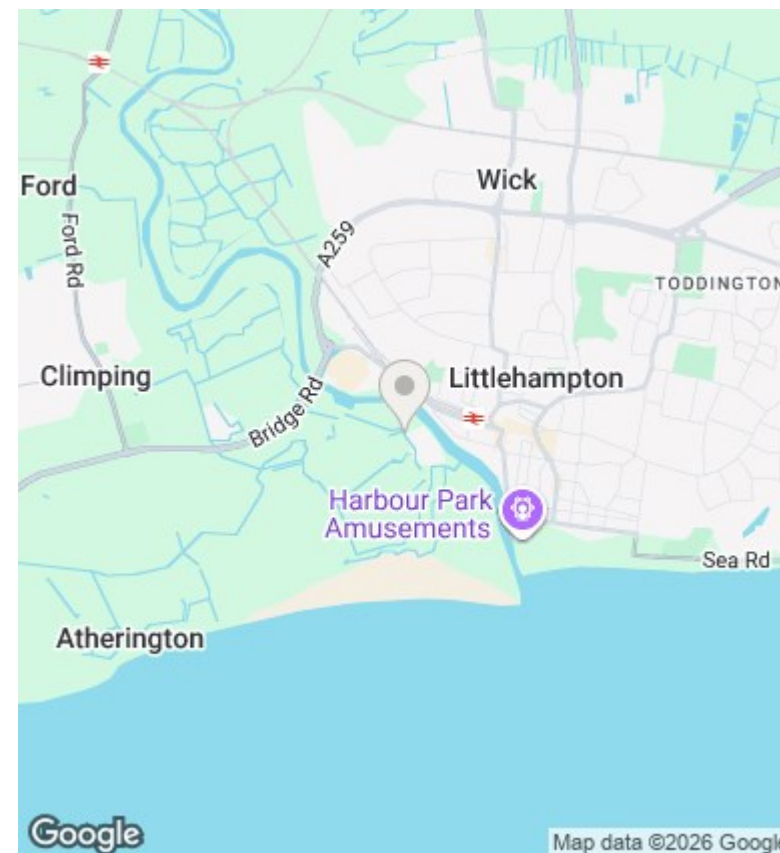 Wick
Ford
A259
Ford Rd
TODDINGTON
Climping
Littlehampton
Bridge Rd
Harbour Park
Amusements
Sea Rd
Atherington
Google
Map data ©2026 Google